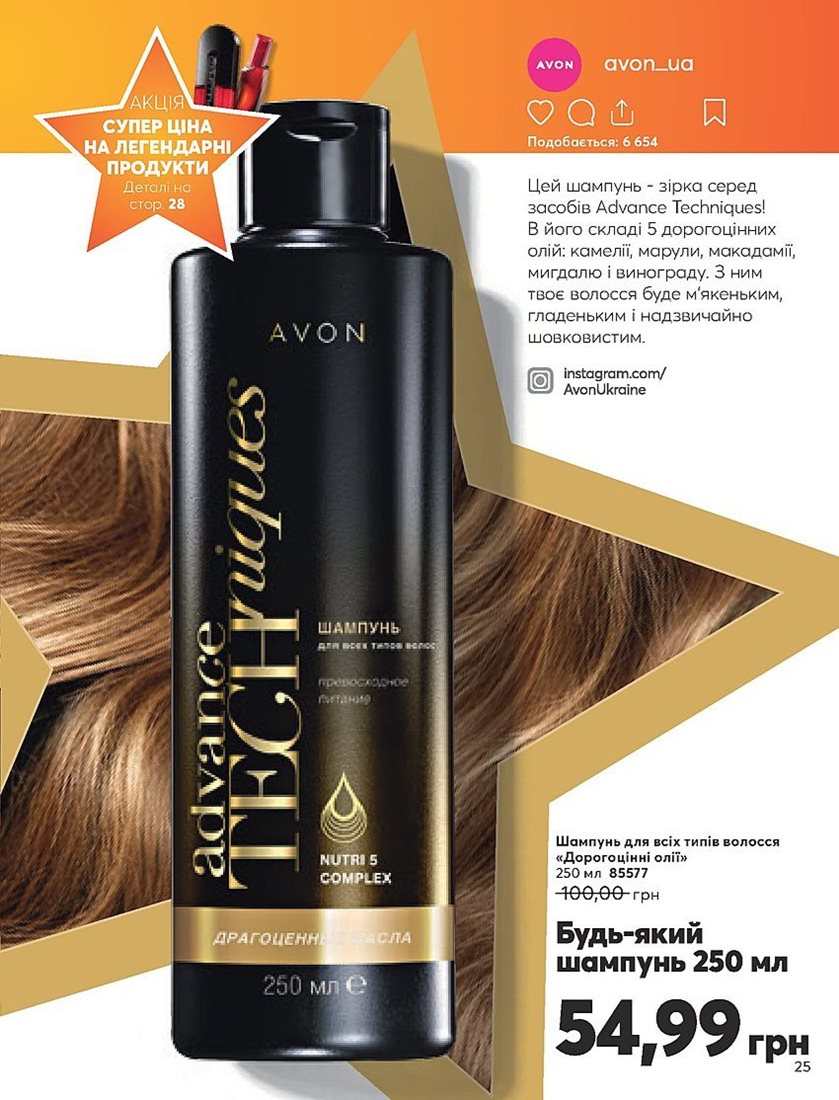 АКЦІЯ
СУПЕР ЦІНА
НА ЛЕГЕНДАРНІ
ПРОДУКТИ
Деталі на
стор. 28
AVON
avon_ua
Подобається: 6 654
Цей шампунь - зірка серед
засобів Advance Techniques!
В його складі 5 дорогоцінних
олій: камелії, марули, макадамії,
мигдалю і винограду. З ним
твоє волосся буде м'якеньким,
гладеньким і надзвичайно
шовковистим.
instagram.com/
AvonUkraine
AVON
advance
TECHniques
ШАМПУНЬ
для всех типов волос
превосходное
питание
NUTRI 5
COMPLEX
ДРАГОЦЕННЫЕ МАСЛА
250 мл e
Шампунь для всіх типів волосся
«Дорогоцінні олії»
250 мл 85577
100,00 грн
Будь-який
шампунь 250 мл
54,99 грн
25